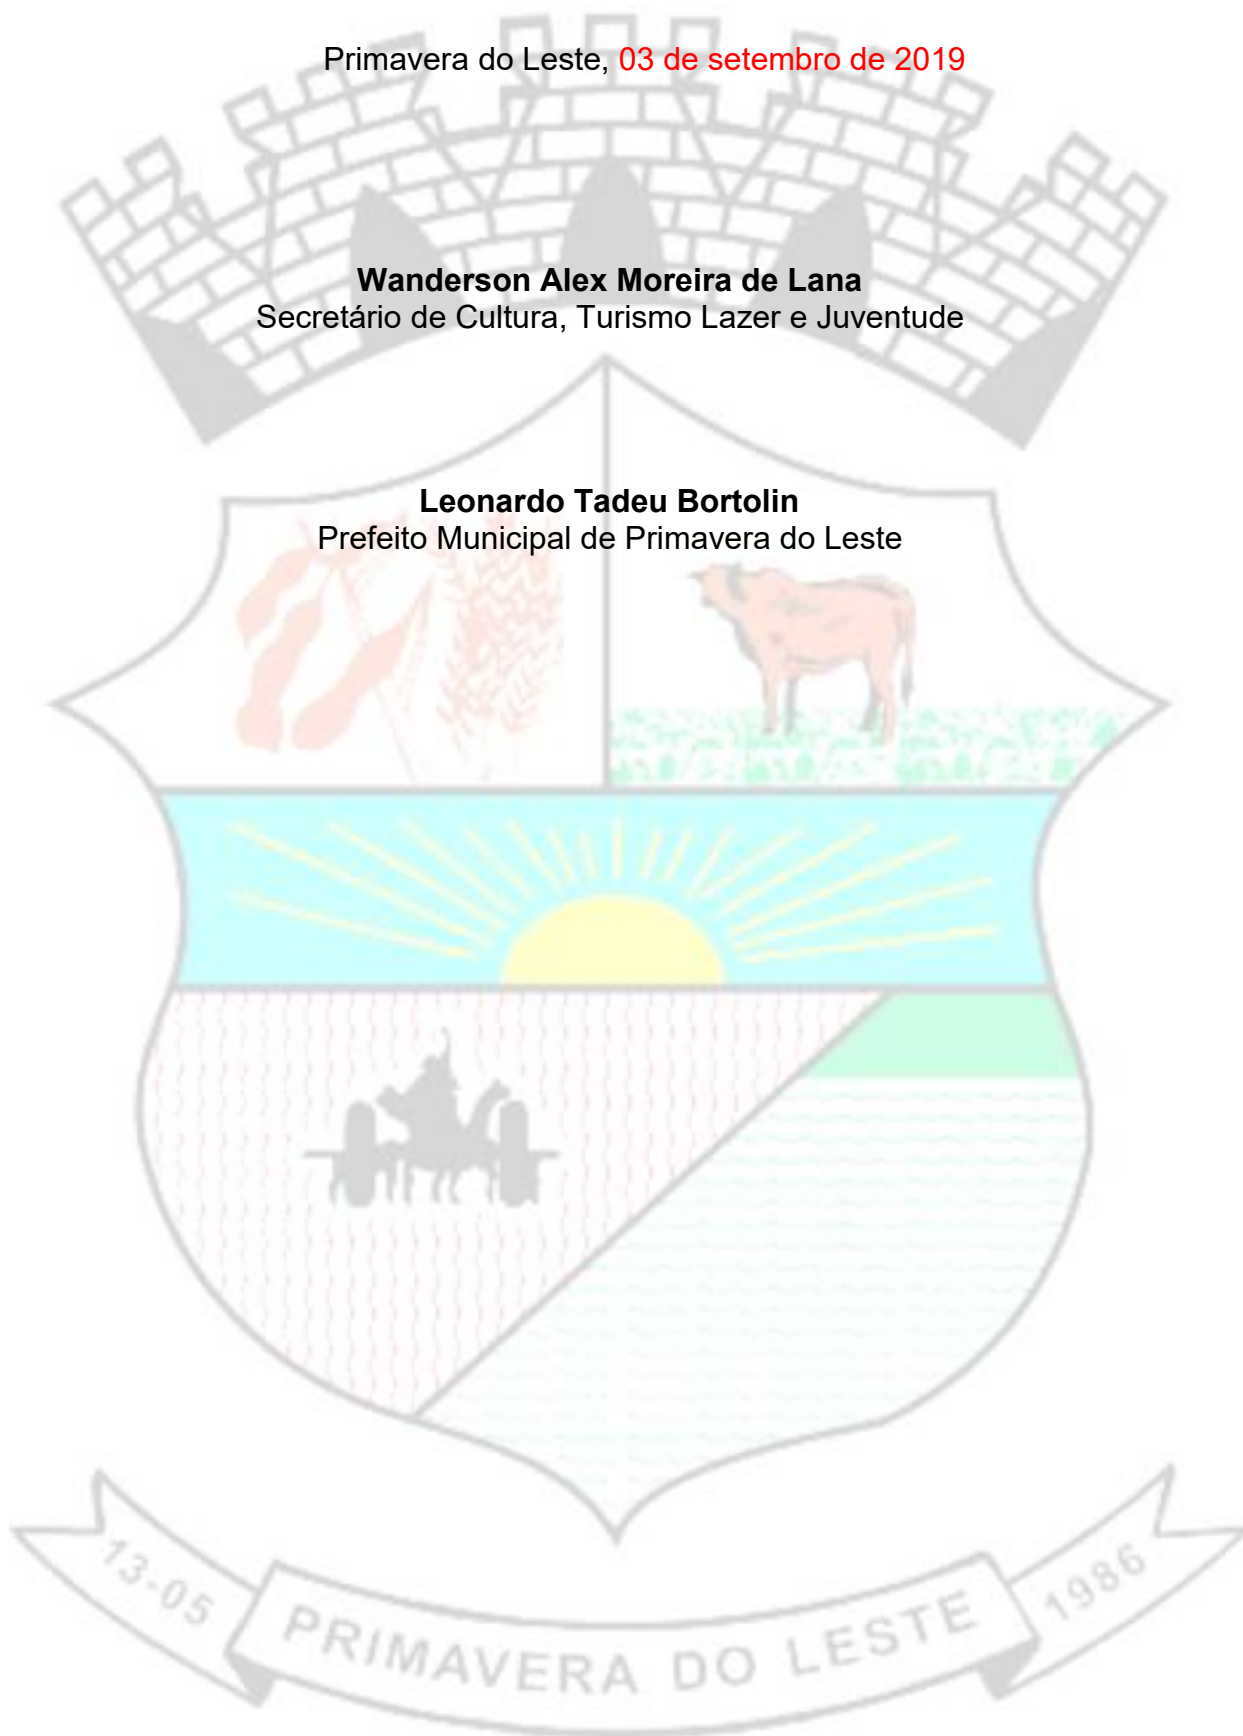 Primavera do Leste, 03 de setembro de 2019
Wanderson Alex Moreira de Lana
Secretário de Cultura, Turismo Lazer e Juventude
Leonardo Tadeu Bortolin
Prefeito Municipal de Primavera do Leste
13-05
PRIMAVERA DO LESTE
1986